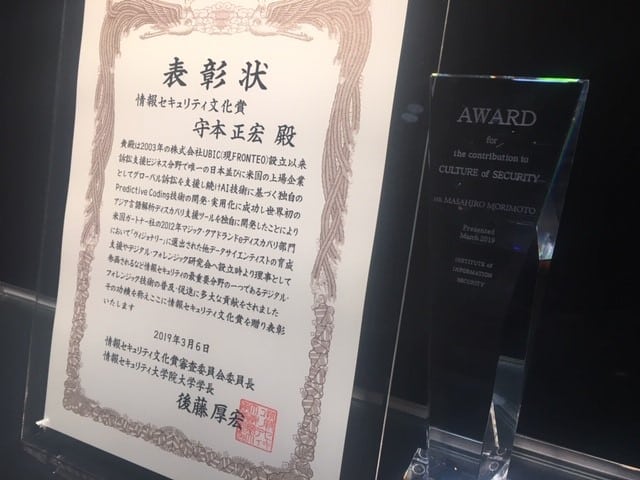 表彰状
情報セキュリティ文化賞
守本 正宏 殿
貴殿は2003年の株式会社UBIC(現FRONTEO)設立以来
訴訟支援ビジネス分野で唯一の日本並びに米国の上場企業
としてグローバル訴訟を支援し続けAI技術に基づく独自の
Predictive Coding技術の開発・実用化に成功し世界初の
アジア言語解析ディスカバリ支援ツールを独自に開発したことにより
米国ガートナー社の2012年マジック・クアドランドeディスカバリ部門
において「ヴィジョナリ」に選出された他データサイエンティストの育成
支援やデジタル・フォレンジック研究会へ設立時より理事として
参画されるなど情報セキュリティの最重要分野の一つであるデジタル・
フォレンジック技術の普及・促進に多大な貢献をされました
その功績を称えここに情報セキュリティ文化賞を贈り表彰
いたします
2019年3月6日
情報セキュリティ文化賞審査委員会委員長
情報セキュリティ大学院大学学長
後藤 厚宏
AWARD
for
the contribution to
CULTURE of SECURITY
MR. MASAHIRO MORIMOTO
Presented
March 2019
INSTITUTE of
INFORMATION
SECURITY